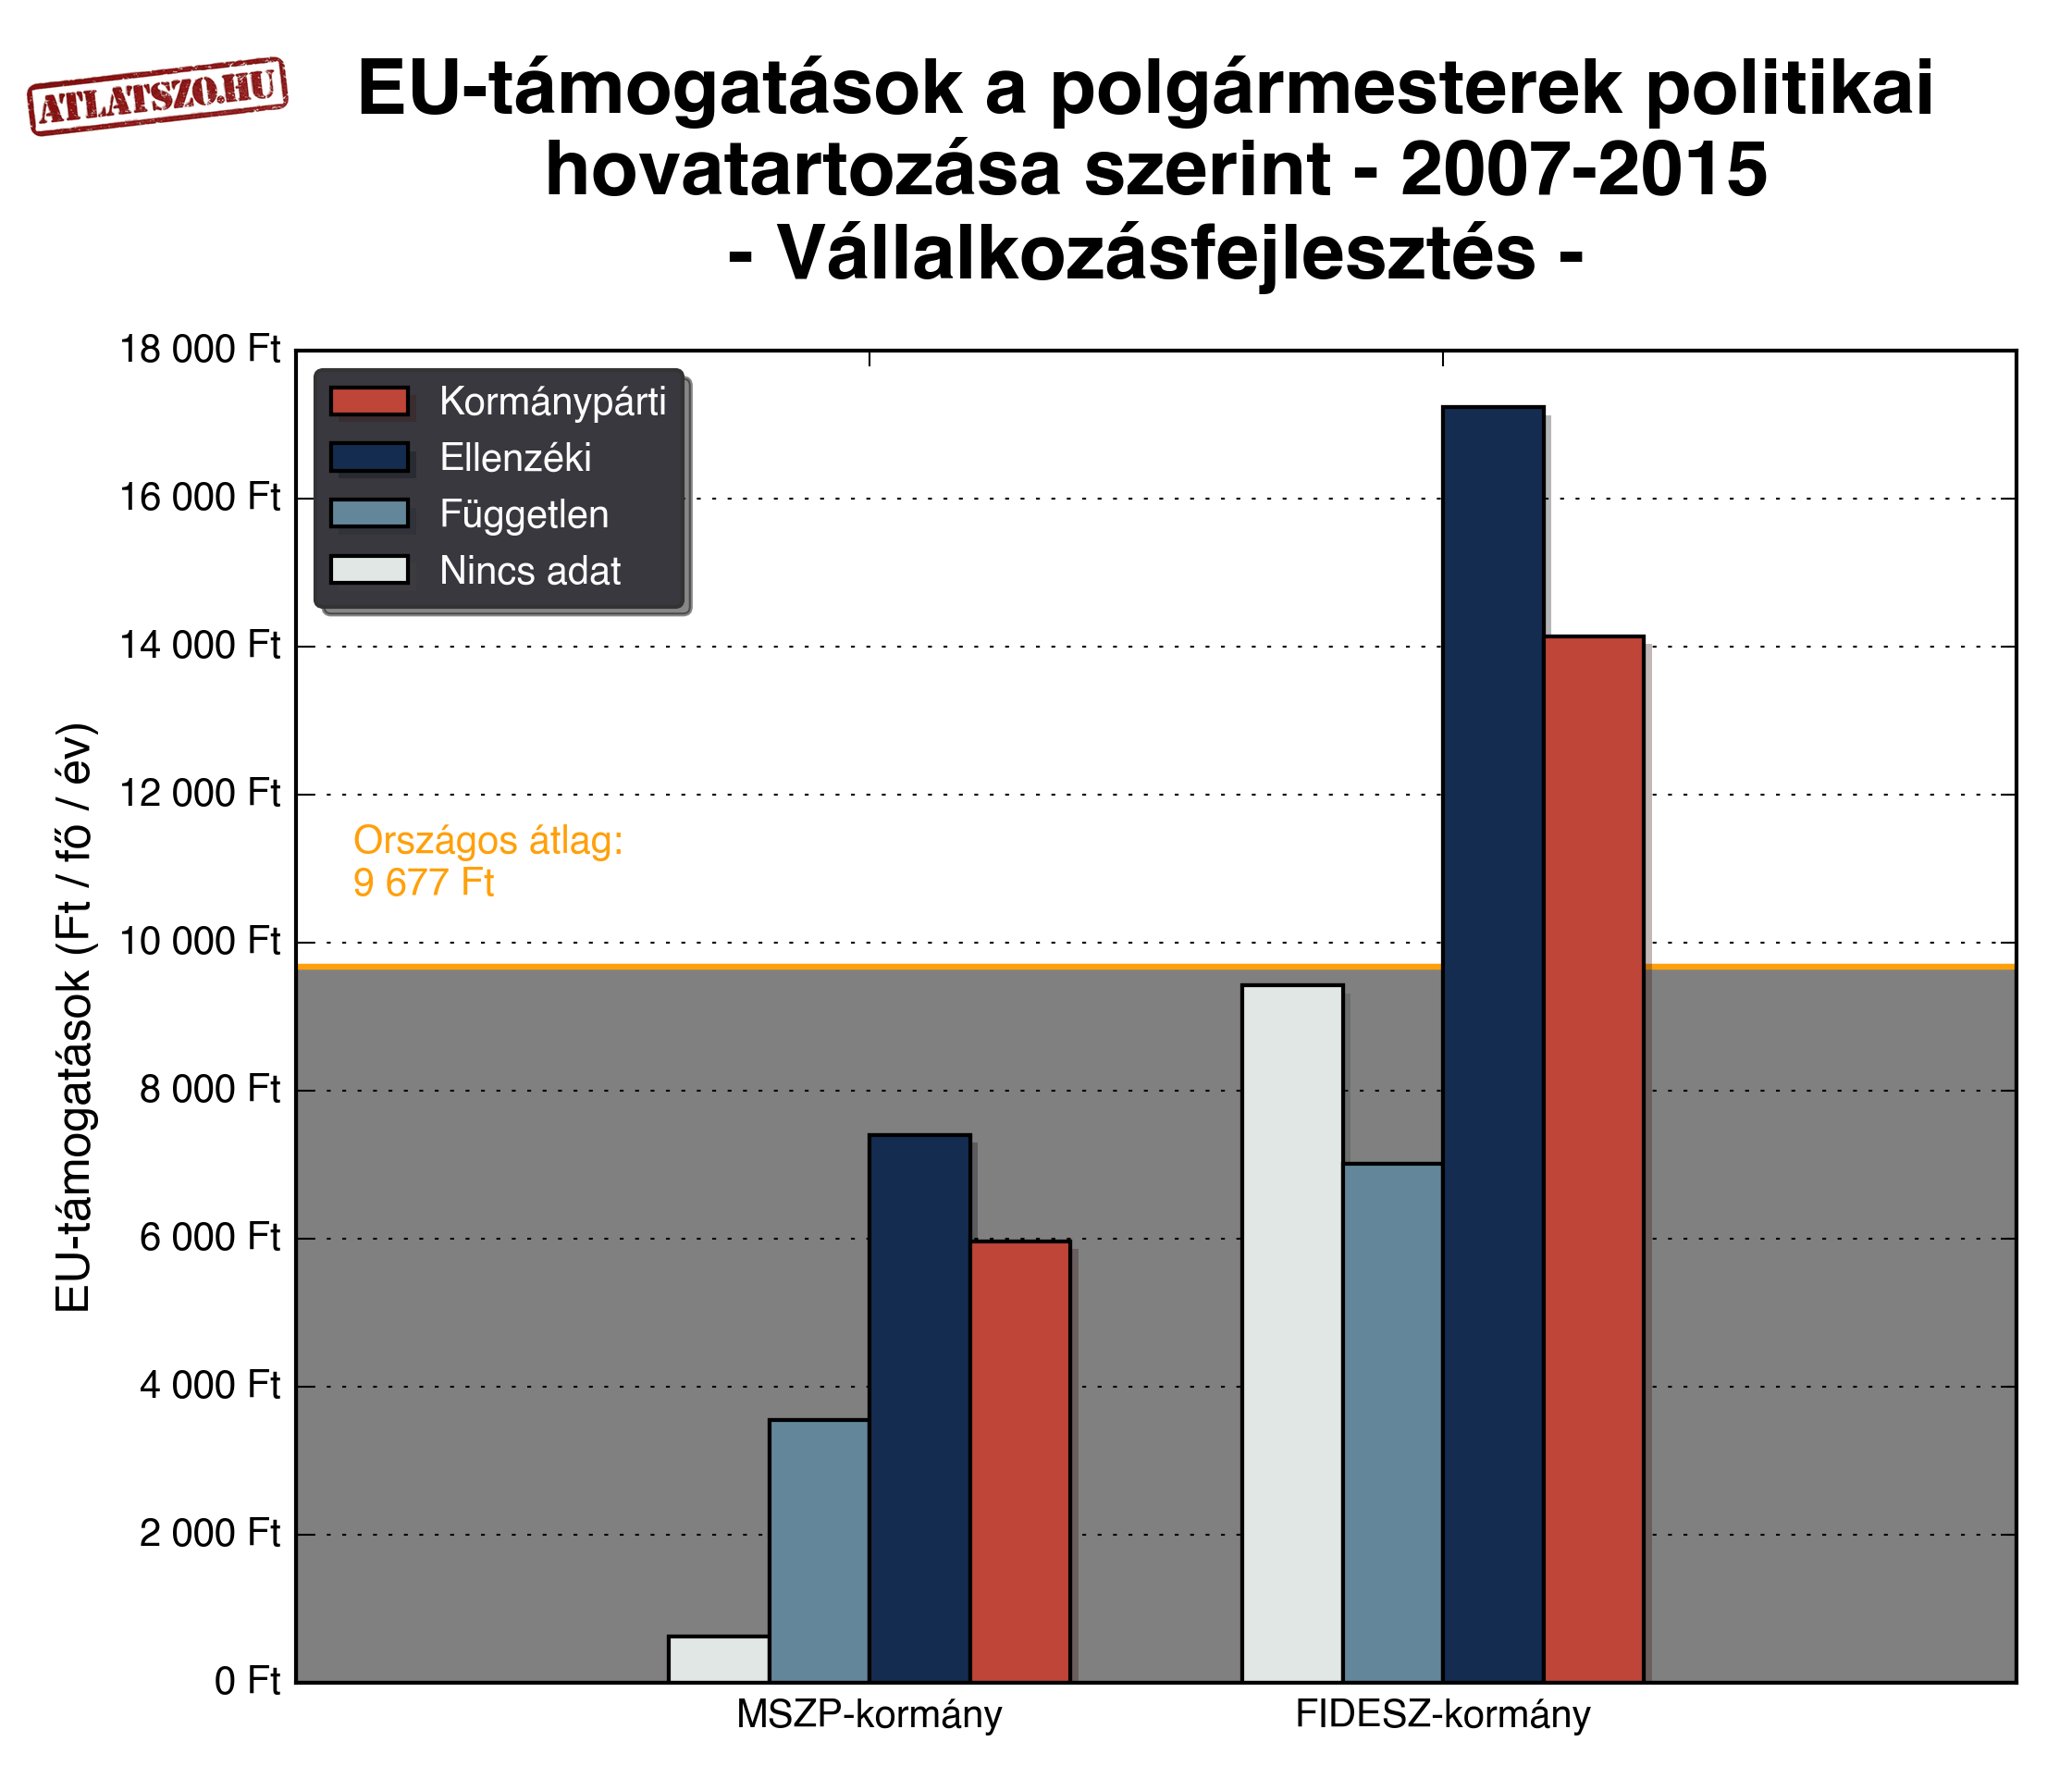 ATLATSZO.HU
EU-támogatások a polgármesterek politikai
hovatartozása szerint - 2007-2015
- Vállalkozásfejlesztés -
18 000 Ft
16 000 Ft
14 000 Ft
12 000 Ft
10 000 Ft
8 000 Ft
6 000 Ft
4 000 Ft
2 000 Ft
0 Ft
EU-támogatások (Ft / fő / év)
Kormánypárti
Ellenzéki
Független
Nincs adat
Országos átlag:
9 677 Ft
MSZP-kormány
FIDESZ-kormány